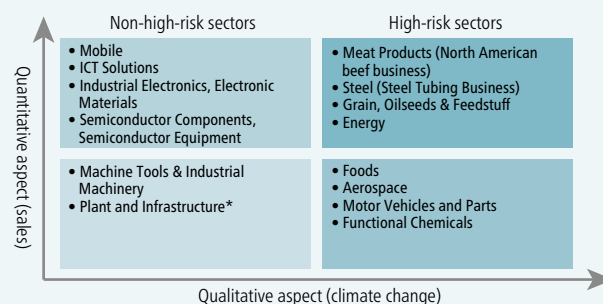 Non-high-risk sectors
High-risk sectors
Quantitative aspect (sales)
• Mobile
• ICT Solutions
• Industrial Electronics, Electronic
Materials
• Semiconductor Components,
Semiconductor Equipment
• Meat Products (North American
beef business)
• Steel (Steel Tubing Business)
• Grain, Oilseeds & Feedstuff
• Energy
• Machine Tools & Industrial
Machinery
• Plant and Infrastructure*
• Foods
• Aerospace
• Motor Vehicles and Parts
• Functional Chemicals
Qualitative aspect (climate change)